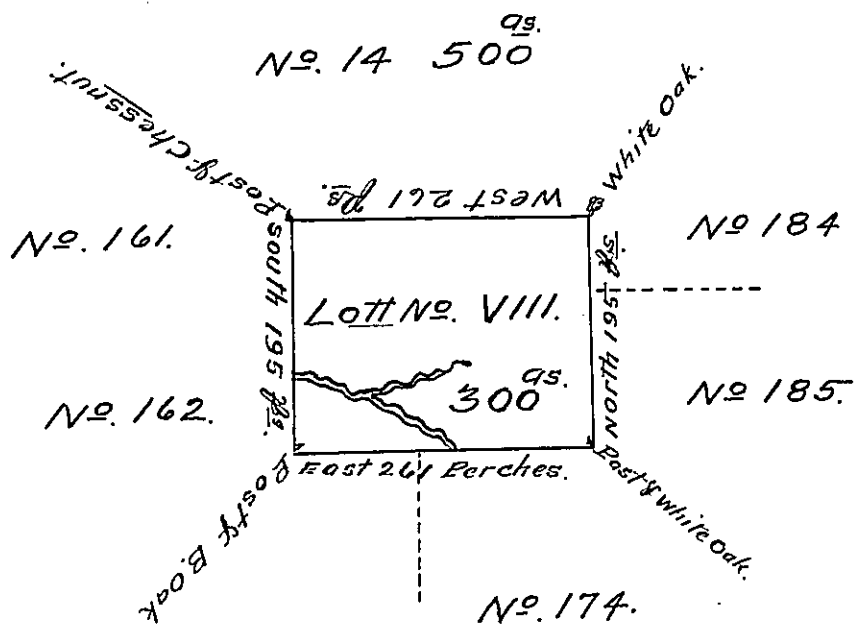 No. 14 500 as.
Post & Chessnut.
White Oak.
West 261 Ps.
No. 161.
No. 184
South 195 Ps.
North 195 Ps.
Lott No. VIII.
300 as.
No. 162.
No. 185.
East 261 Perches.
Post & B. Oak
Post & White Oak.
No. 174.